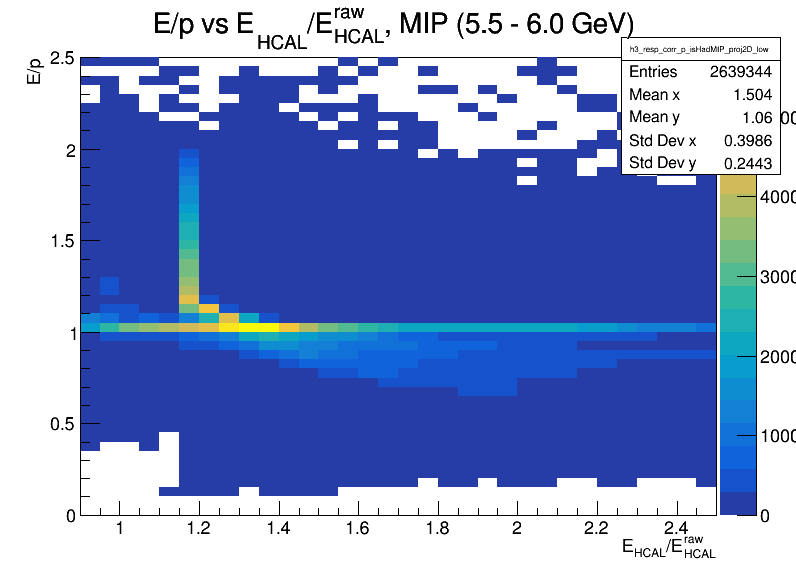 E/p vs E_HCAL/E^raw_HCAL, MIP (5.5 - 6.0 GeV)
h3_resp_corr_p_isHadMIP_proj2D_low
Entries 2639344
Mean x 1.504
Mean y 1.06
Std Dev x 0.3986
Std Dev y 0.2443
E/p
2.5
2
1.5
1
0.5
0
1 1.2 1.4 1.6 1.8 2 2.2 2.4
E_HCAL/E^raw_HCAL
4000
3000
2000
1000
0